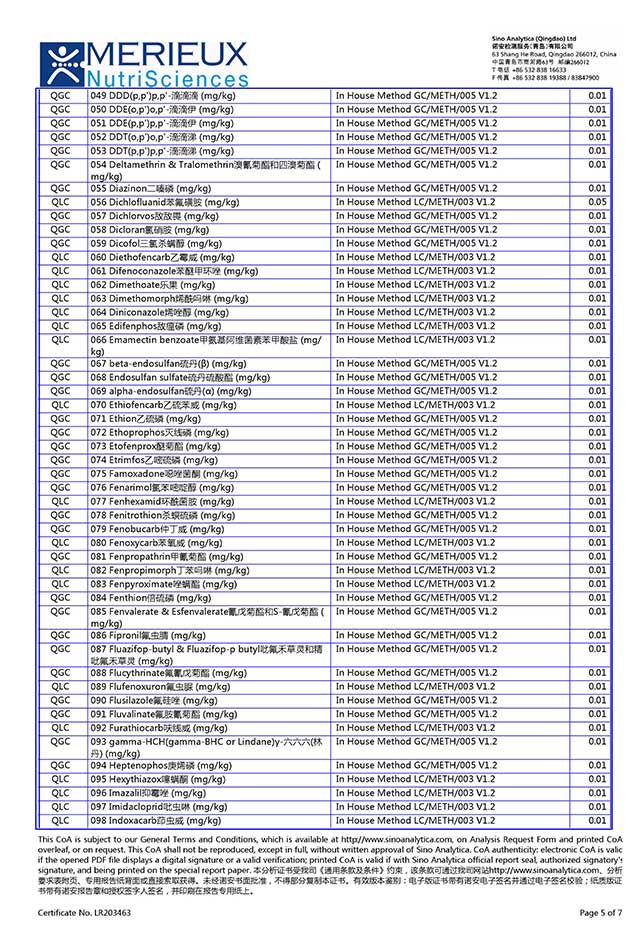 Sino Analytica (Qingdao) Ltd
诺安检测服务(青岛)有限公司
63 Shang He Road, Qingdao 266012, China
中国青岛市商河路63号 邮编266012
T 电话 +86 532 838 16633
F 传真 +86 532 838 19388 / 83847900
MERIEUX
NutriSciences
QGC 049 DDD(p,p')p,p'-滴滴滴 (mg/kg) In House Method GC/METH/005 V1.2 0.01
QGC 050 DDE(o,p')o,p'-滴滴伊 (mg/kg) In House Method GC/METH/005 V1.2 0.01
QGC 051 DDE(p,p')p,p'-滴滴伊 (mg/kg) In House Method GC/METH/005 V1.2 0.01
QGC 052 DDT(o,p')o,p'-滴滴涕 (mg/kg) In House Method GC/METH/005 V1.2 0.01
QGC 053 DDT(p,p')p,p'-滴滴涕 (mg/kg) In House Method GC/METH/005 V1.2 0.01
QGC 054 Deltamethrin & Tralomethrin溴氰菊酯和四溴菊酯 ( In House Method GC/METH/005 V1.2 0.01
mg/kg)
QGC 055 Diazinon二嗪磷 (mg/kg) In House Method GC/METH/005 V1.2 0.01
QLC 056 Dichlofluanid苯氟磺胺 (mg/kg) In House Method LC/METH/003 V1.2 0.05
QGC 057 Dichlorvos敌敌畏 (mg/kg) In House Method GC/METH/005 V1.2 0.01
QGC 058 Dicloran氯硝胺 (mg/kg) In House Method GC/METH/005 V1.2 0.01
QGC 059 Dicofol三氯杀螨醇 (mg/kg) In House Method GC/METH/005 V1.2 0.01
QLC 060 Diethofencarb乙霉威 (mg/kg) In House Method LC/METH/003 V1.2 0.01
QLC 061 Difenoconazole苯醚甲环唑 (mg/kg) In House Method LC/METH/003 V1.2 0.01
QLC 062 Dimethoate乐果 (mg/kg) In House Method LC/METH/003 V1.2 0.01
QLC 063 Dimethomorph烯酰吗啉 (mg/kg) In House Method LC/METH/003 V1.2 0.01
QLC 064 Diniconazole烯唑醇 (mg/kg) In House Method LC/METH/003 V1.2 0.01
QLC 065 Edifenphos敌瘟磷 (mg/kg) In House Method LC/METH/003 V1.2 0.01
QLC 066 Emamectin benzoate甲氨基阿维菌素苯甲酸盐 (mg/ In House Method LC/METH/003 V1.2 0.01
kg)
QGC 067 beta-endosulfan硫丹(β) (mg/kg) In House Method GC/METH/005 V1.2 0.01
QGC 068 Endosulfan sulfate硫丹硫酸酯 (mg/kg) In House Method GC/METH/005 V1.2 0.01
QGC 069 alpha-endosulfan硫丹(α) (mg/kg) In House Method GC/METH/005 V1.2 0.01
QLC 070 Ethiofencarb乙硫苯威 (mg/kg) In House Method LC/METH/003 V1.2 0.01
QGC 071 Ethion乙硫磷 (mg/kg) In House Method GC/METH/005 V1.2 0.01
QGC 072 Ethoprophos灭线磷 (mg/kg) In House Method GC/METH/005 V1.2 0.01
QGC 073 Etofenprox醚菊酯 (mg/kg) In House Method GC/METH/005 V1.2 0.01
QGC 074 Etrimfos乙嘧硫磷 (mg/kg) In House Method GC/METH/005 V1.2 0.01
QGC 075 Famoxadone噁唑菌酮 (mg/kg) In House Method GC/METH/005 V1.2 0.01
QGC 076 Fenarimol氯苯嘧啶醇 (mg/kg) In House Method GC/METH/005 V1.2 0.01
QLC 077 Fenhexamid环酰菌胺 (mg/kg) In House Method LC/METH/003 V1.2 0.01
QGC 078 Fenitrothion杀螟硫磷 (mg/kg) In House Method GC/METH/005 V1.2 0.01
QGC 079 Fenobucarb仲丁威 (mg/kg) In House Method GC/METH/005 V1.2 0.01
QLC 080 Fenoxycarb苯氧威 (mg/kg) In House Method LC/METH/003 V1.2 0.01
QGC 081 Fenpropathrin甲氰菊酯 (mg/kg) In House Method GC/METH/005 V1.2 0.01
QLC 082 Fenpropimorph丁苯吗啉 (mg/kg) In House Method LC/METH/003 V1.2 0.01
QLC 083 Fenpyroximate唑螨酯 (mg/kg) In House Method LC/METH/003 V1.2 0.01
QGC 084 Fenthion倍硫磷 (mg/kg) In House Method GC/METH/005 V1.2 0.01
QGC 085 Fenvalerate & Esfenvalerate氰戊菊酯和S-氰戊菊酯 ( In House Method GC/METH/005 V1.2 0.01
mg/kg)
QGC 086 Fipronil氟虫腈 (mg/kg) In House Method GC/METH/005 V1.2 0.01
QGC 087 Fluazifop-butyl & Fluazifop-p butyl吡氟禾草灵和精 In House Method GC/METH/005 V1.2 0.01
吡氟禾草灵 (mg/kg)
QGC 088 Flucythrinate氟氰戊菊酯 (mg/kg) In House Method GC/METH/005 V1.2 0.01
QLC 089 Flufenoxuron氟虫脲 (mg/kg) In House Method LC/METH/003 V1.2 0.01
QGC 090 Flusilazole氟硅唑 (mg/kg) In House Method GC/METH/005 V1.2 0.01
QGC 091 Fluvalinate氟胺氰菊酯 (mg/kg) In House Method GC/METH/005 V1.2 0.01
QLC 092 Furathiocarb呋线威 (mg/kg) In House Method LC/METH/003 V1.2 0.01
QGC 093 gamma-HCH(gamma-BHC or Lindane)γ-六六六(林 In House Method GC/METH/005 V1.2 0.01
丹) (mg/kg)
QGC 094 Heptenophos庚烯磷 (mg/kg) In House Method GC/METH/005 V1.2 0.01
QLC 095 Hexythiazox噻螨酮 (mg/kg) In House Method LC/METH/003 V1.2 0.01
QLC 096 Imazalil抑霉唑 (mg/kg) In House Method LC/METH/003 V1.2 0.01
QLC 097 Imidacloprid吡虫啉 (mg/kg) In House Method LC/METH/003 V1.2 0.01
QLC 098 Indoxacarb茚虫威 (mg/kg) In House Method LC/METH/003 V1.2 0.01
This CoA is subject to our General Terms and Conditions, which is available at http://www.sinoanalytica.com, on Analysis Request Form and printed CoA
overleaf, or on request. This CoA shall not be reproduced, except in full, without written approval of Sino Analytica. CoA authenticity: electronic CoA is valid
if the opened PDF file displays a digital signature or a valid verification; printed CoA is valid if with Sino Analytica official report seal, authorized signatory's
signature, and being printed on the special report paper. 本分析证书受我司《通用条款及条件》约束，该条款可通过我司网站http://www.sinoanalytica.com、分析
要求表附页、专用报告纸背面或直接索取获得。未经诺安书面批准，不得部分复制本证书。有效版本鉴别：电子版证书带有诺安电子签名并通过电子签名校验；纸质版证
书带有诺安报告章和授权签字人签名，并印刷在报告专用纸上。
Certificate No. LR203463
Page 5 of 7